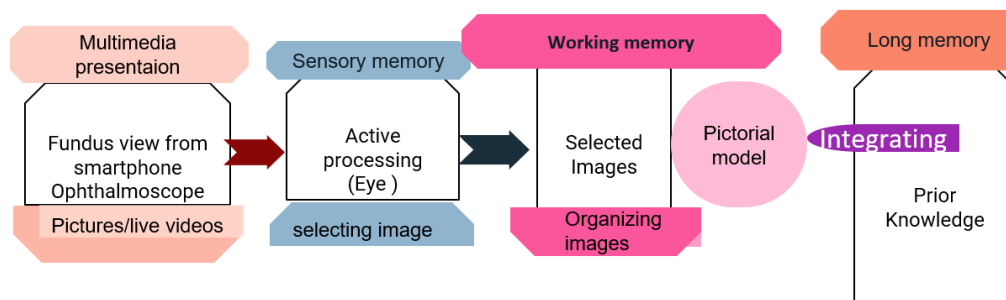 Multimedia
presentaion
Fundus view from
smartphone
Ophthalmoscope
Pictures/live videos
Sensory memory
Active
processing
(Eye )
selecting image
Working memory
Selected
Images
Organizing
images
Pictorial
model
Long memory
Integrating
Prior
Knowledge